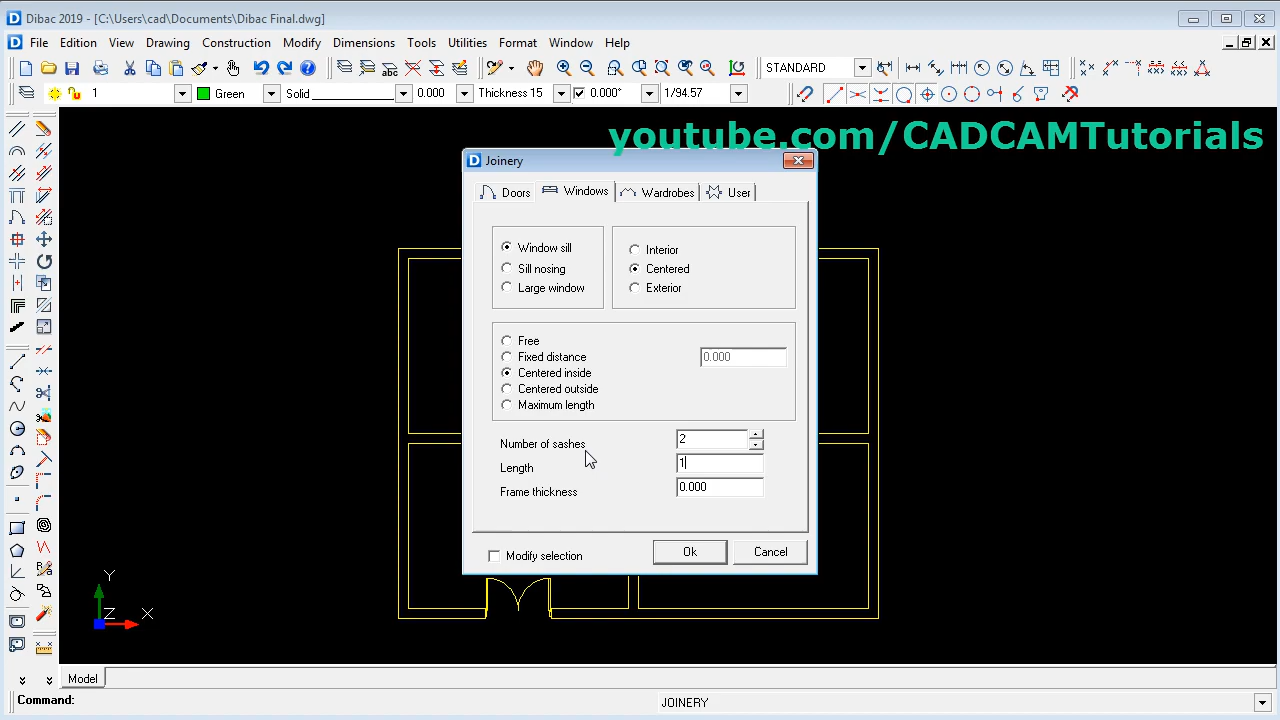 Dibac 2019 - [C:\Users\cad\Documents\Dibac Final.dwg]
File Edition View Drawing Construction Modify Dimensions Tools Utilities Format Window Help
STANDARD
1 Green Solid 0.000 Thickness 15 0.000° 1/94.57
youtube.com/CADCAMTutorials
Joinery
Doors Windows Wardrobes User
Window sill
Sill nosing
Large window
Interior
Centered
Exterior
Free
Fixed distance 0.000
Centered inside
Centered outside
Maximum length
Number of sashes 2
Length 1
Frame thickness 0.000
Modify selection Ok Cancel
Y
Z X
Model
Command: JOINERY